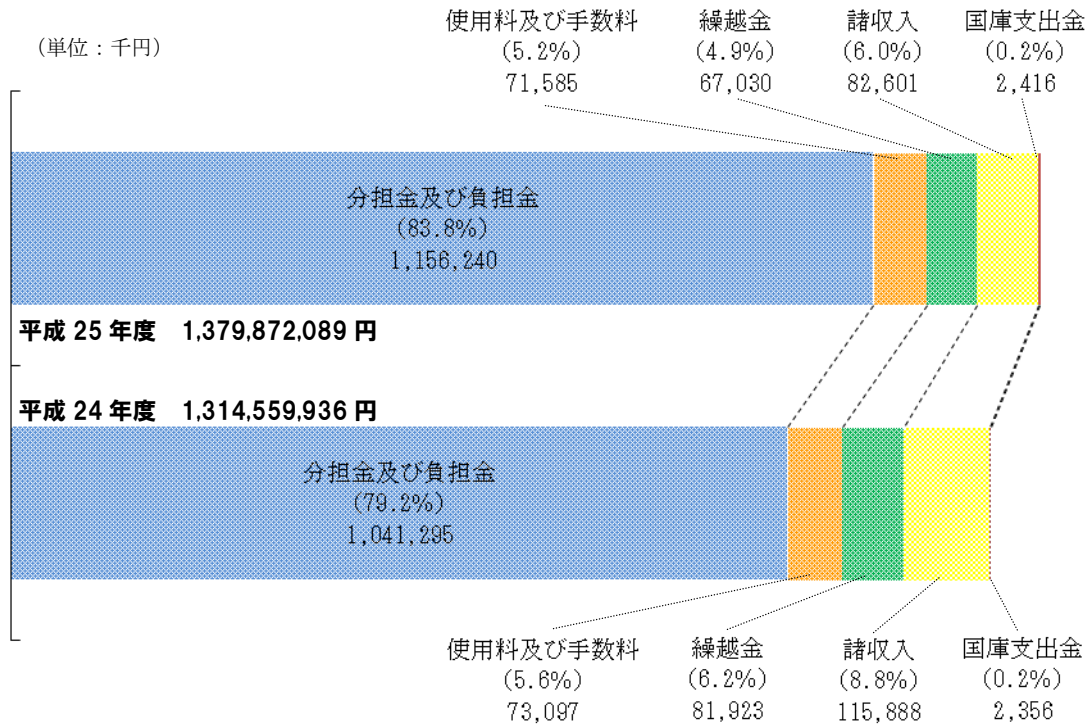 (単位：千円)
使用料及び手数料
(5.2%)
71,585
繰越金
(4.9%)
67,030
諸収入
(6.0%)
82,601
国庫支出金
(0.2%)
2,416
分担金及び負担金
(83.8%)
1,156,240
平成 25 年度　1,379,872,089 円
平成 24 年度　1,314,559,936 円
分担金及び負担金
(79.2%)
1,041,295
使用料及び手数料
(5.6%)
73,097
繰越金
(6.2%)
81,923
諸収入
(8.8%)
115,888
国庫支出金
(0.2%)
2,356